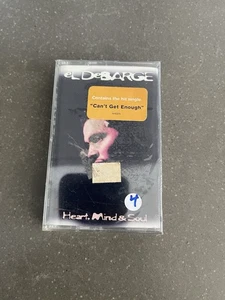 eL DeBARGE
Contains the hit single
"Can't Get Enough"
4
Heart, Mind & Soul